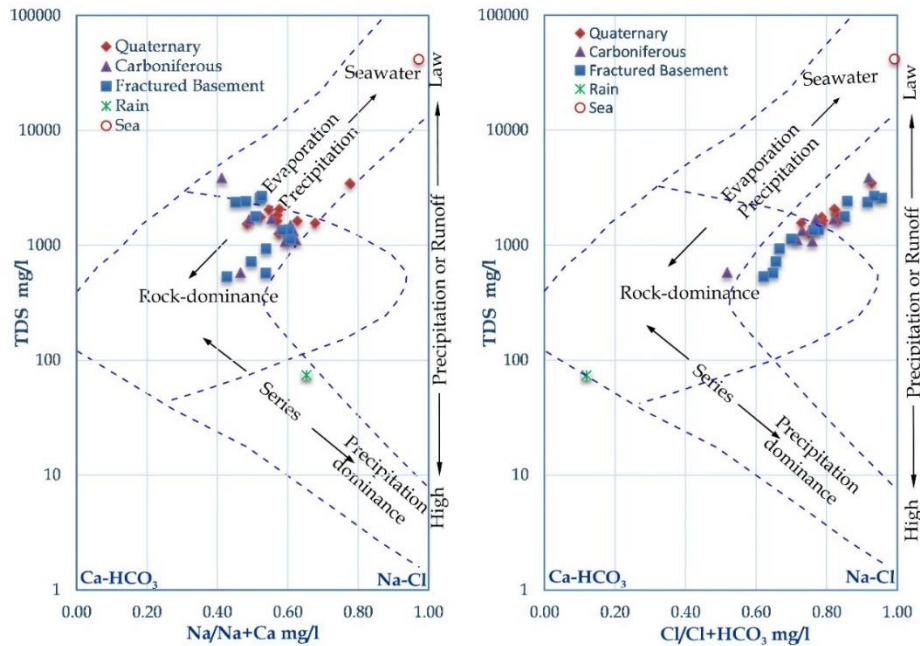 100000
10000
1000
100
10
1
TDS mg/l
Quaternary
Carboniferous
Fractured Basement
Rain
Sea
Seawater
Evaporation
Precipitation
Rock-dominance
Series
Precipitation
dominance
Ca-HCO3
Na-Cl
0.00 0.20 0.40 0.60 0.80 1.00
Na/Na+Ca mg/l
Law
Precipitation or Runoff
High
100000
10000
1000
100
10
1
TDS mg/l
Quaternary
Carboniferous
Fractured Basement
Rain
Sea
Seawater
Evaporation
Precipitation
Rock-dominance
Series
Precipitation
dominance
Ca-HCO3
Na-Cl
0.00 0.20 0.40 0.60 0.80 1.00
Cl/Cl+HCO3 mg/l
Law
Precipitation or Runoff
High